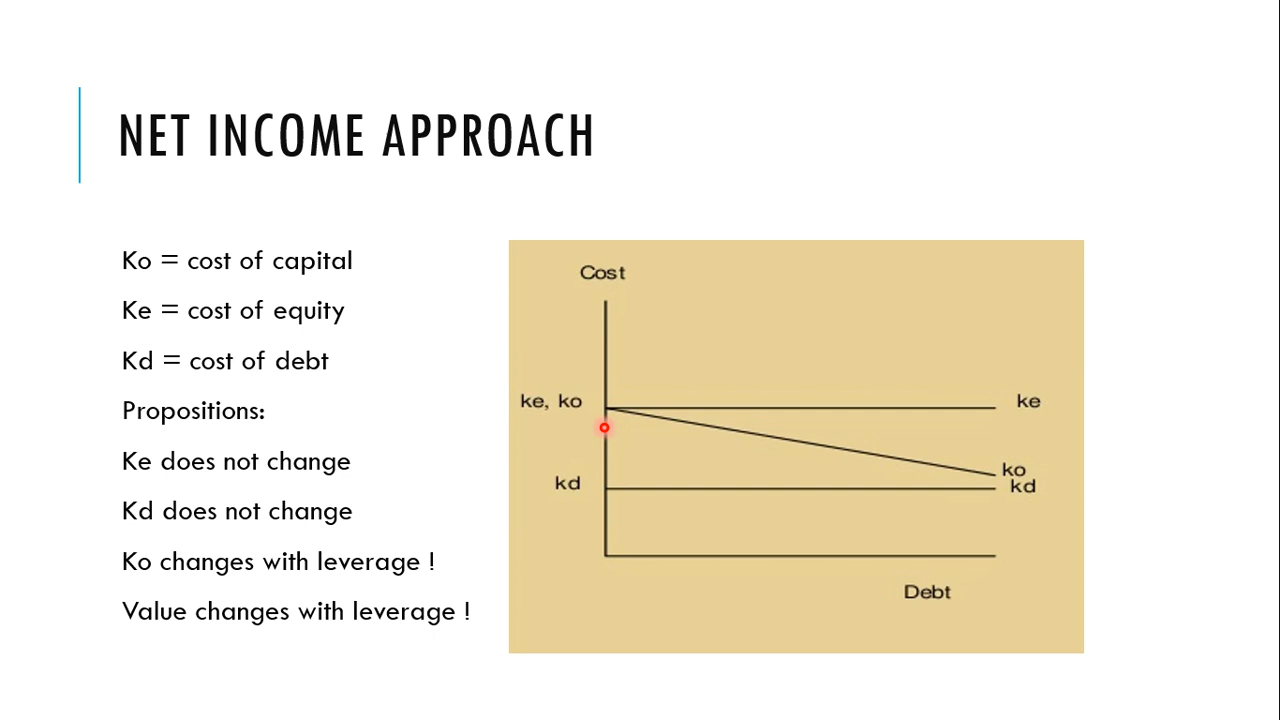 NET INCOME APPROACH
Ko = cost of capital
Ke = cost of equity
Kd = cost of debt
Propositions:
Ke does not change
Kd does not change
Ko changes with leverage !
Value changes with leverage !
Cost
ke, ko
ke
kd
ko
kd
Debt